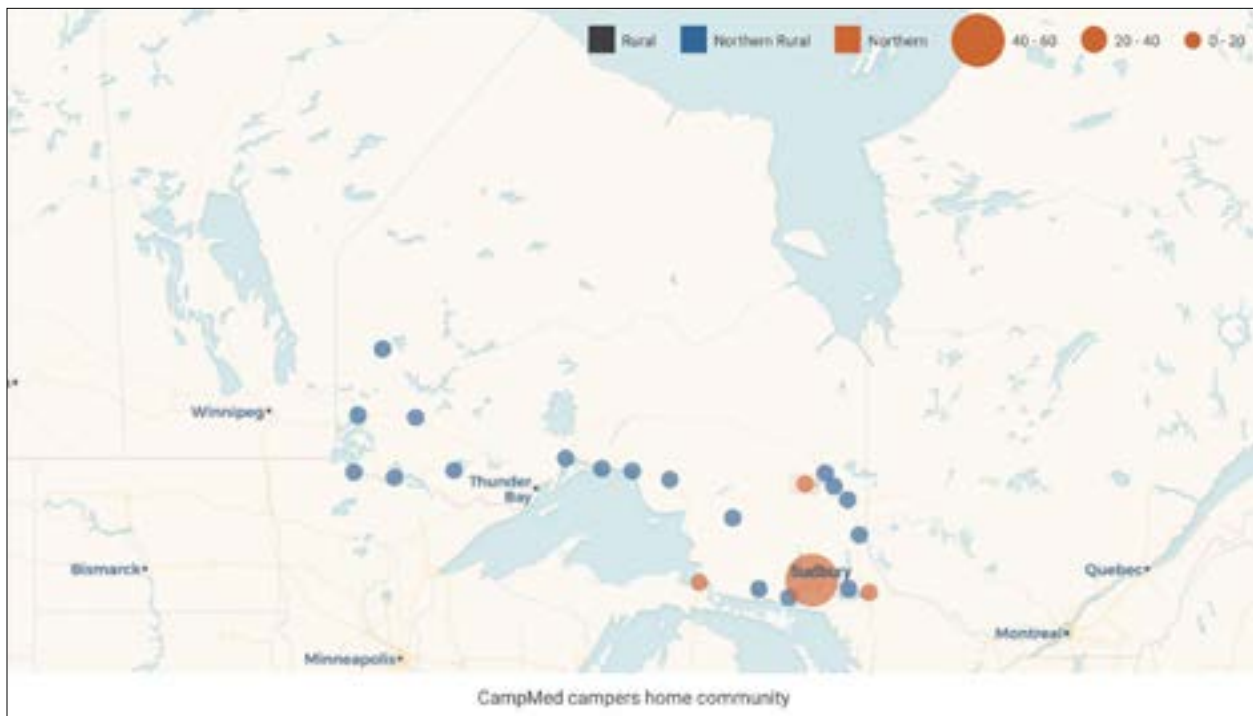 Rural
Northern Rural
Northern
40 - 60
20 - 40
0 - 20
Winnipeg
Thunder
Bay
Bismarck
Sudbury
Quebec
Montreal
Minneapolis
CampMed campers home community